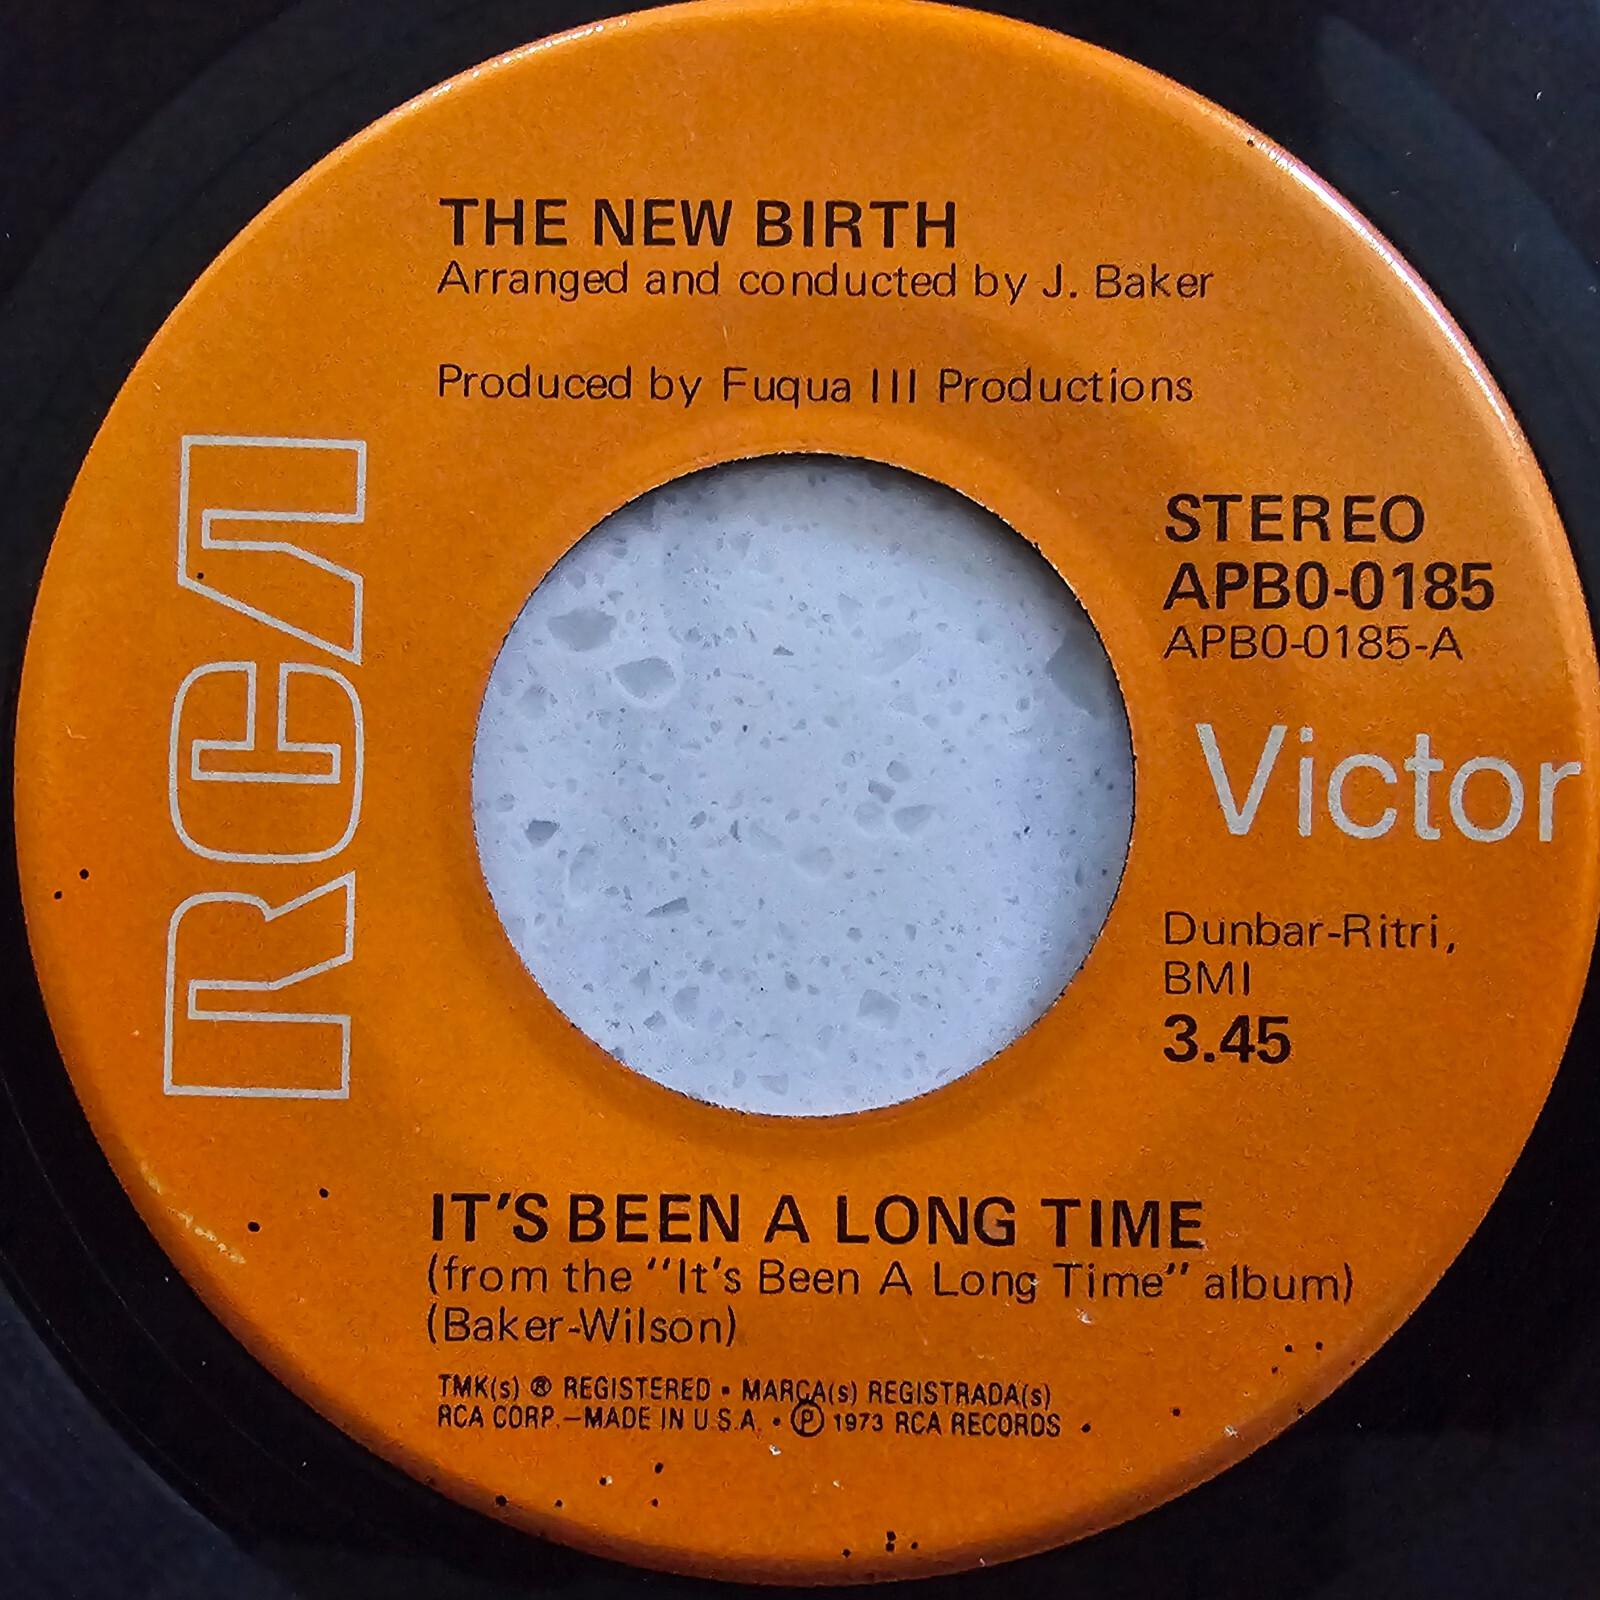 THE NEW BIRTH
Arranged and conducted by J. Baker
Produced by Fuqua III Productions
RCA
STEREO
APB0-0185
APB0-0185-A
Victor
Dunbar-Ritri,
BMI
3.45
IT'S BEEN A LONG TIME
(from the "It's Been A Long Time" album)
(Baker-Wilson)
TMK(s) ® REGISTERED • MARCA(s) REGISTRADA(s)
RCA CORP.—MADE IN U.S.A. • ℗ 1973 RCA RECORDS